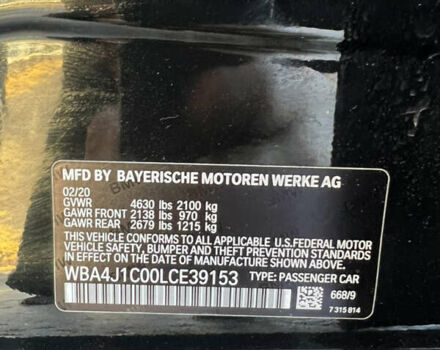 MFD BY BAYERISCHE MOTOREN WERKE AG
02/20
GVWR 4630 lbs 2100 kg
GAWR FRONT 2138 lbs 970 kg
GAWR REAR 2679 lbs 1215 kg
THIS VEHICLE CONFORMS TO ALL APPLICABLE U.S.FEDERAL MOTOR
VEHICLE SAFETY, BUMPER AND THEFT PREVENTION STANDARDS
IN EFFECT ON THE DATE OF MANUFACTURE SHOWN ABOVE.
WBA4J1C00LCE39153 TYPE: PASSENGER CAR
668/9
7 315 814